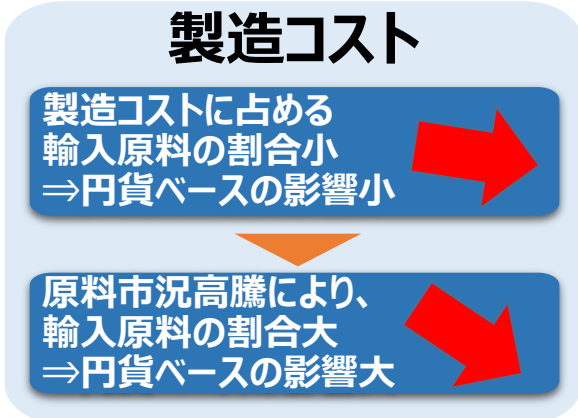 製造コスト
製造コストに占める
輸入原料の割合小
⇒円貨ベースの影響小
原料市況高騰により、
輸入原料の割合大
⇒円貨ベースの影響大